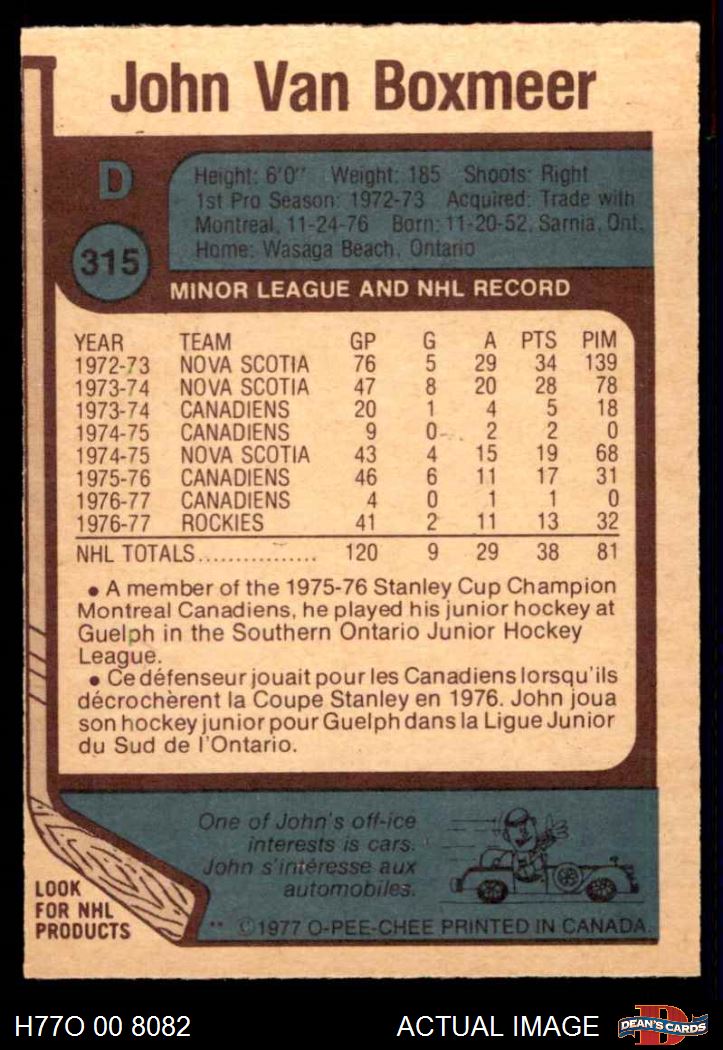 John Van Boxmeer
D
315
Height: 6'0" Weight: 185 Shoots: Right
1st Pro Season: 1972-73 Acquired: Trade with
Montreal, 11-24-76 Born: 11-20-52, Sarnia, Ont.
Home: Wasaga Beach, Ontario
MINOR LEAGUE AND NHL RECORD
YEAR TEAM GP G A PTS PIM
1972-73 NOVA SCOTIA 76 5 29 34 139
1973-74 NOVA SCOTIA 47 8 20 28 78
1973-74 CANADIENS 20 1 4 5 18
1974-75 CANADIENS 9 0 2 2 0
1974-75 NOVA SCOTIA 43 4 15 19 68
1975-76 CANADIENS 46 6 11 17 31
1976-77 CANADIENS 4 0 1 1 0
1976-77 ROCKIES 41 2 11 13 32
NHL TOTALS................ 120 9 29 38 81
• A member of the 1975-76 Stanley Cup Champion
Montreal Canadiens, he played his junior hockey at
Guelph in the Southern Ontario Junior Hockey
League.
• Ce défenseur jouait pour les Canadiens lorsqu'ils
décrochèrent la Coupe Stanley en 1976. John joua
son hockey junior pour Guelph dans la Ligue Junior
du Sud de l'Ontario.
One of John's off-ice
interests is cars.
John s'intéresse aux
automobiles.
LOOK
FOR NHL
PRODUCTS
** ©1977 O-PEE-CHEE PRINTED IN CANADA.
H77O 00 8082 ACTUAL IMAGE
D
DEAN'S CARDS